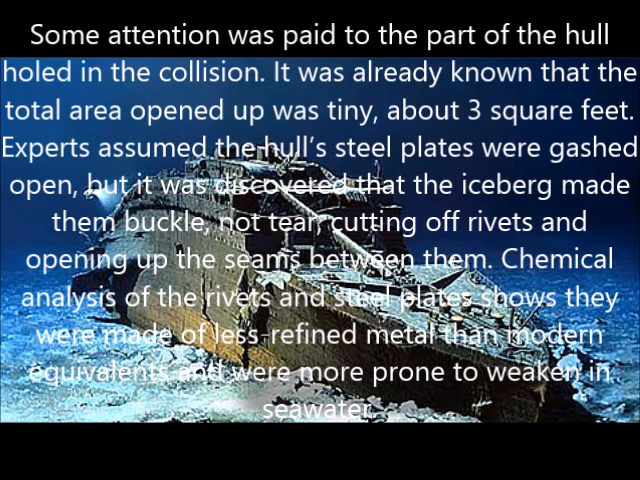 Some attention was paid to the part of the hull
holed in the collision. It was already known that the
total area opened up was tiny, about 3 square feet.
Experts assumed the hull’s steel plates were gashed
open, but it was discovered that the iceberg made
them buckle, not tear, cutting off rivets and
opening up the seams between them. Chemical
analysis of the rivets and steel plates shows they
were made of less-refined metal than modern
equivalents and were more prone to weaken in
seawater.